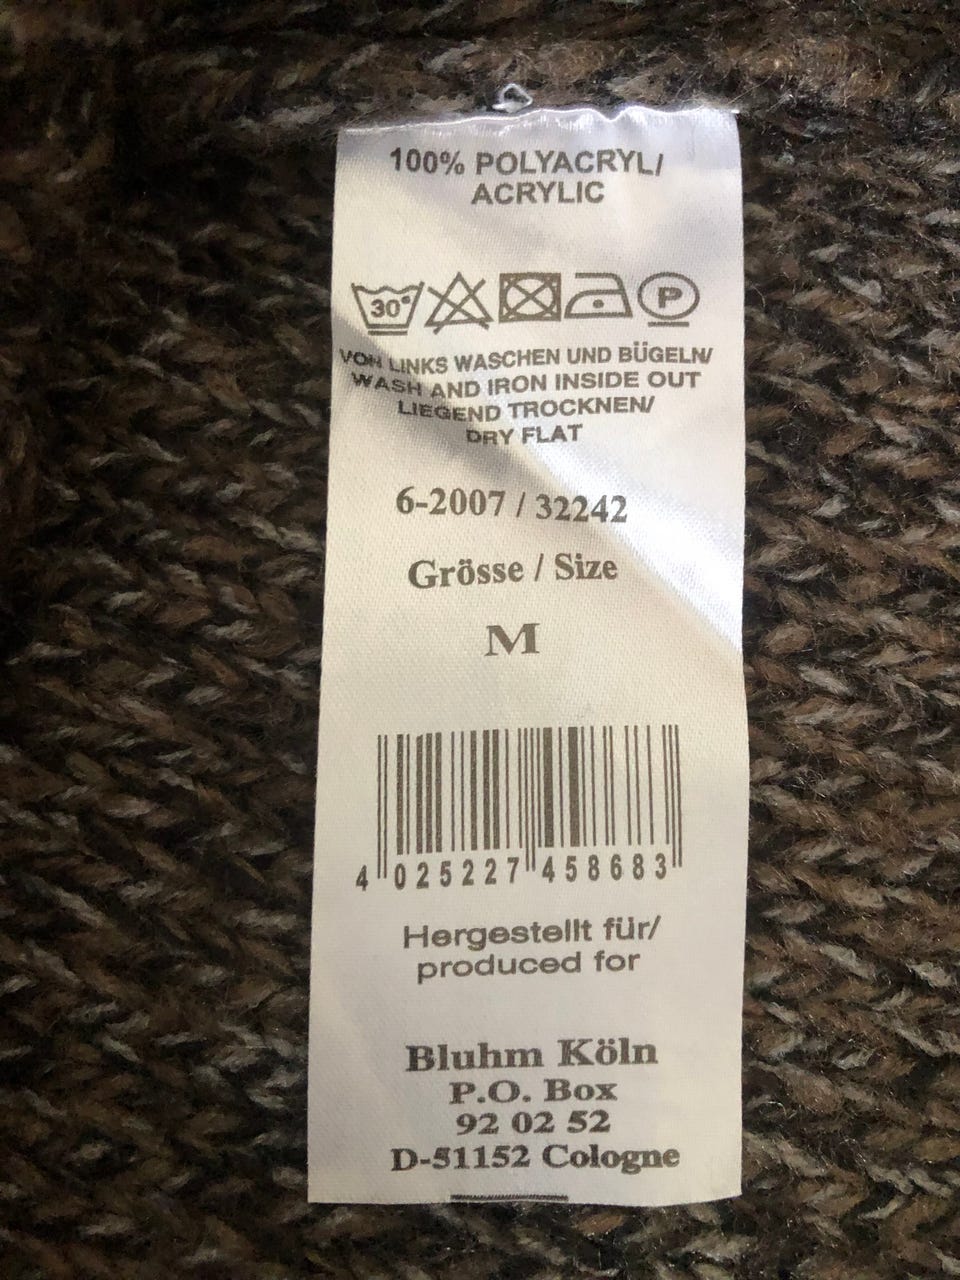 100% POLYACRYL/
ACRYLIC
30° P
VON LINKS WASCHEN UND BÜGELN/
WASH AND IRON INSIDE OUT
LIEGEND TROCKNEN/
DRY FLAT
6-2007 / 32242
Grösse / Size
M
4 025227 458683
Hergestellt für/
produced for
Bluhm Köln
P.O. Box
92 02 52
D-51152 Cologne